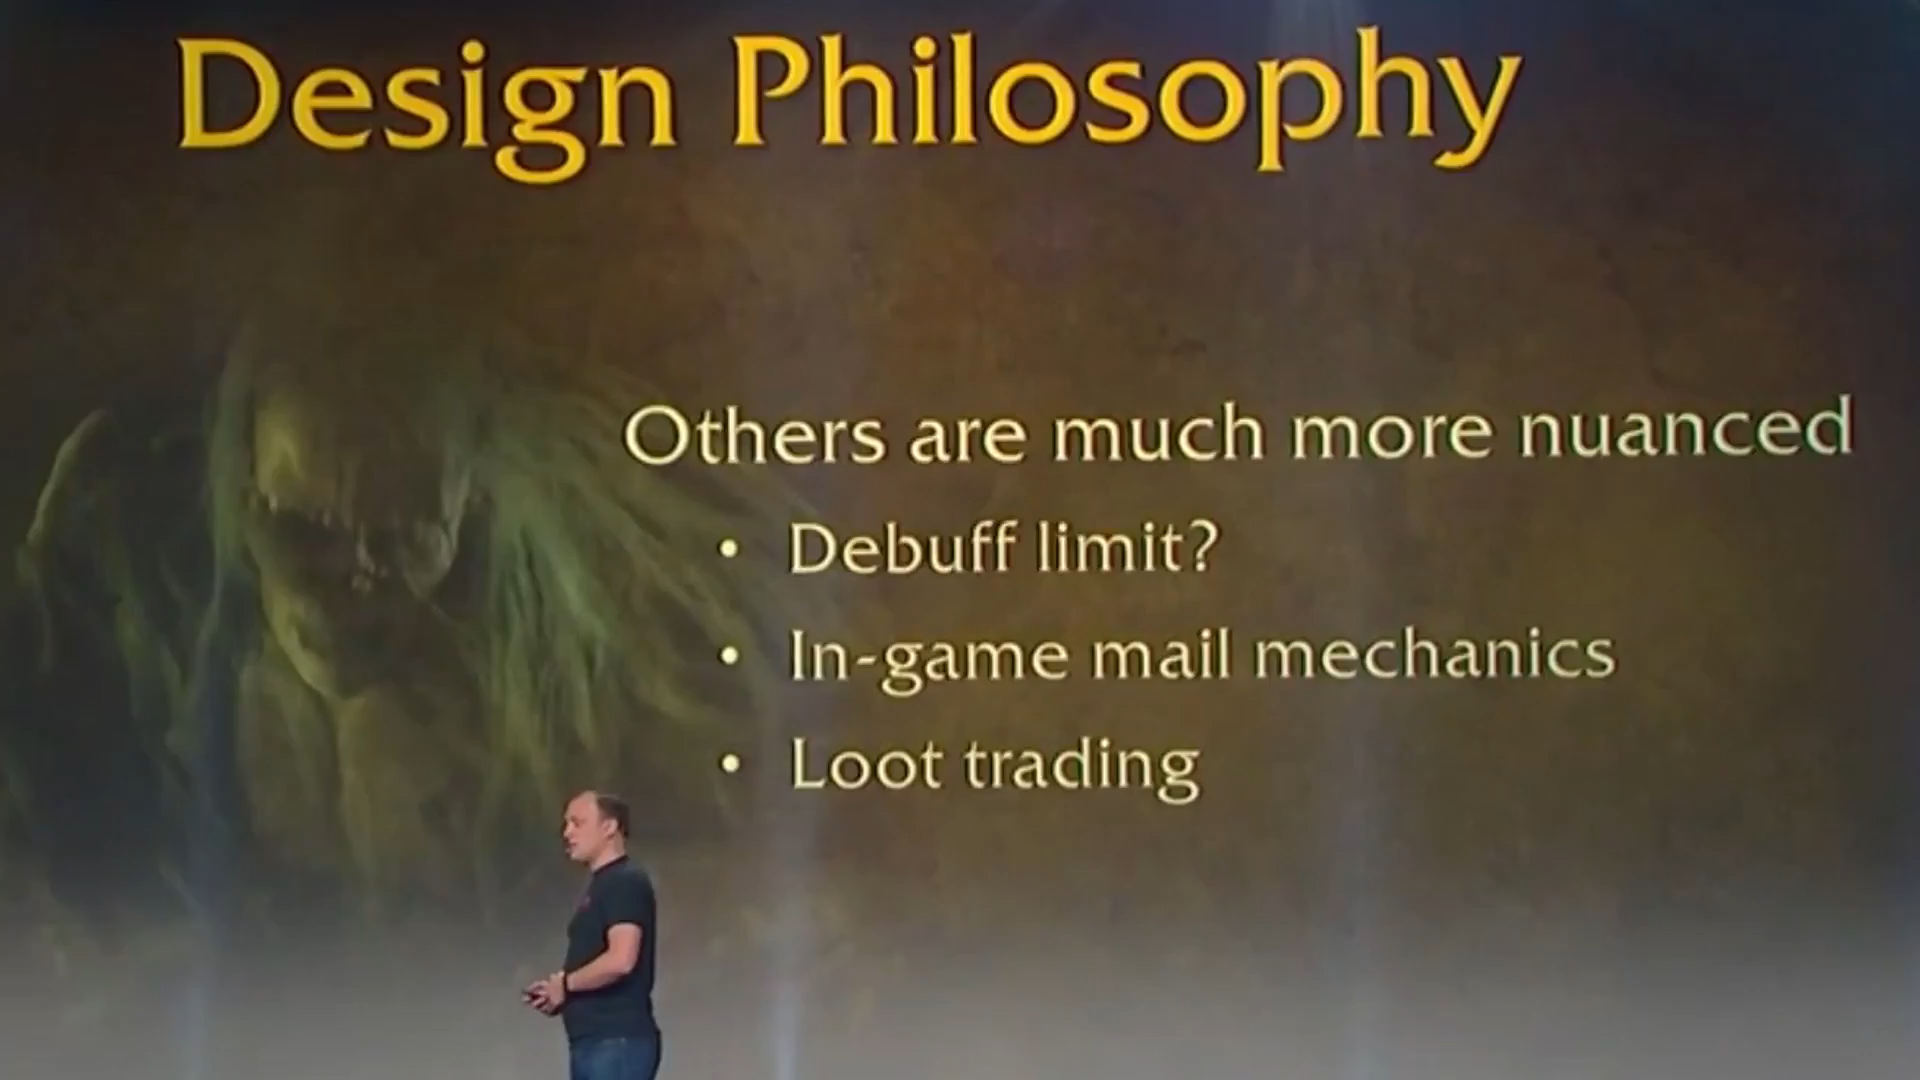 Design Philosophy
Others are much more nuanced
• Debuff limit?
• In-game mail mechanics
• Loot trading